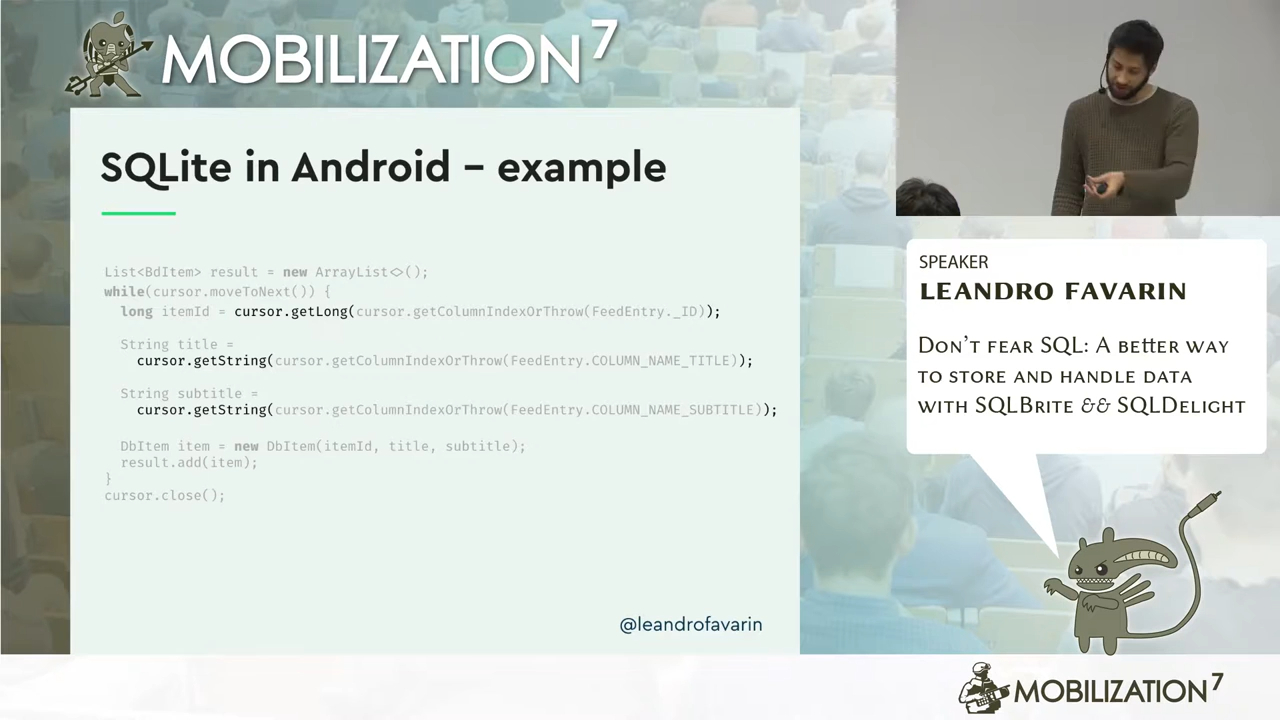 MOBILIZATION 7
SQLite in Android – example
List<BdItem> result = new ArrayList<>();
while(cursor.moveToNext()) {
long itemId = cursor.getLong(cursor.getColumnIndexOrThrow(FeedEntry._ID));
String title =
cursor.getString(cursor.getColumnIndexOrThrow(FeedEntry.COLUMN_NAME_TITLE));
String subtitle =
cursor.getString(cursor.getColumnIndexOrThrow(FeedEntry.COLUMN_NAME_SUBTITLE));
DbItem item = new DbItem(itemId, title, subtitle);
result.add(item);
}
cursor.close();
@leandrofavarin
SPEAKER
LEANDRO FAVARIN
DON'T FEAR SQL: A BETTER WAY
TO STORE AND HANDLE DATA
WITH SQLBRITE && SQLDELIGHT
MOBILIZATION 7